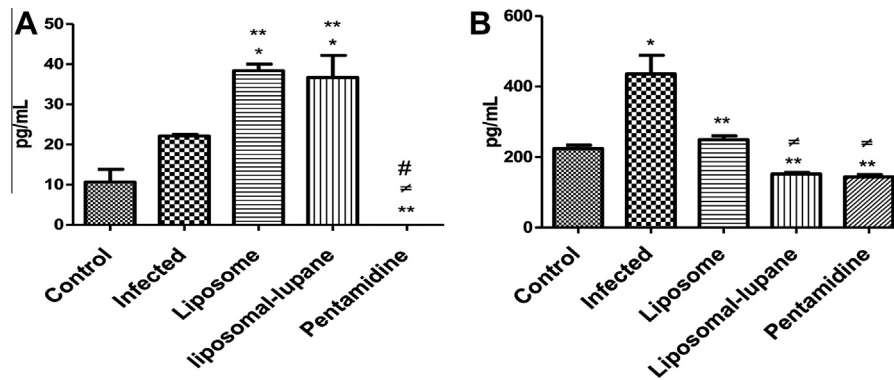 A
pg/mL
50
40
30
20
10
0
**
*
**
*
#
≠
**
Control
Infected
Liposome
liposomal-lupane
Pentamidine
B
pg/mL
600
400
200
0
*
**
≠
**
≠
**
Control
Infected
Liposome
Liposomal-lupane
Pentamidine